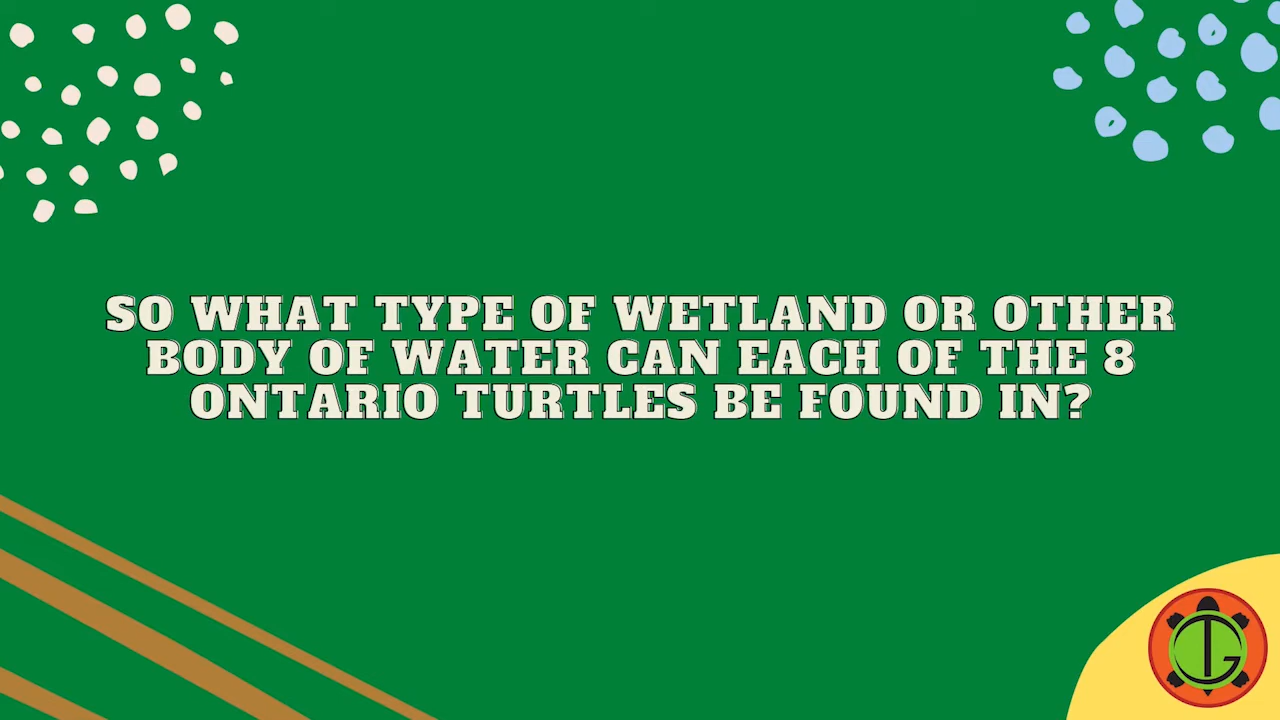 SO WHAT TYPE OF WETLAND OR OTHER
BODY OF WATER CAN EACH OF THE 8
ONTARIO TURTLES BE FOUND IN?
TG